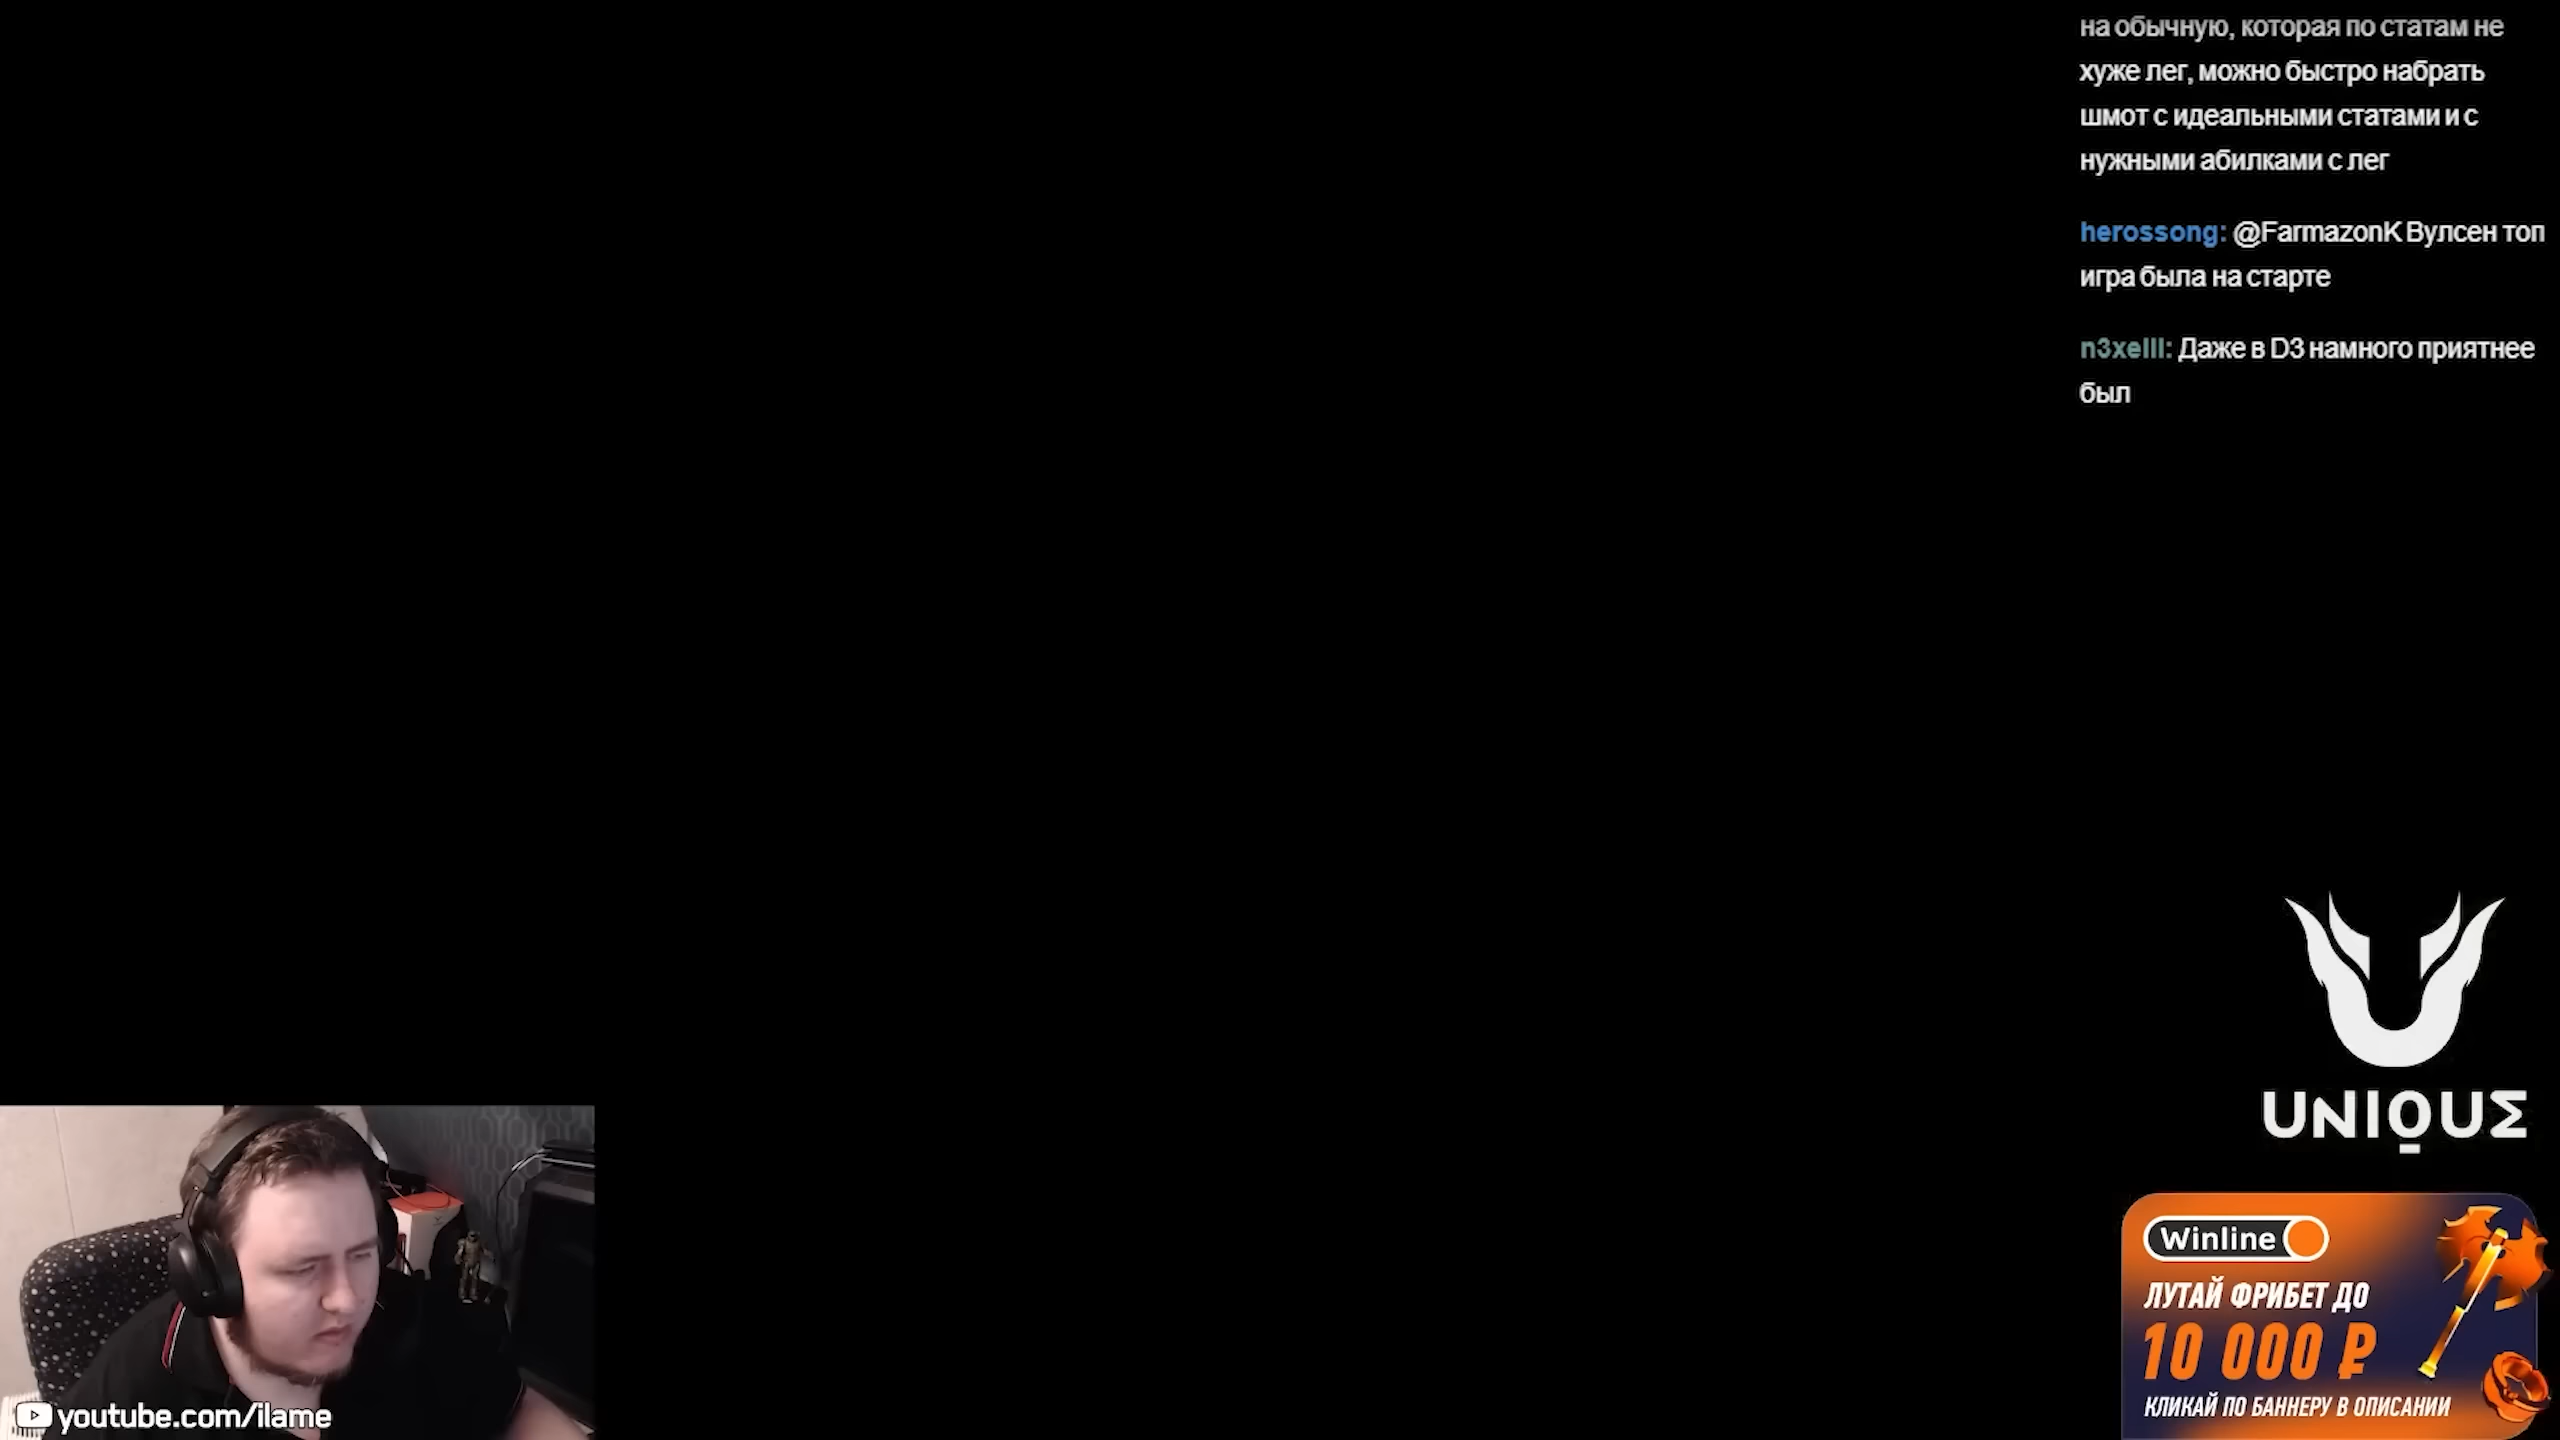 на обычную, которая по статам не
хуже лег, можно быстро набрать
шмот с идеальными статами и с
нужными абилками с лег
herossong: @FarmazonK Вулсен топ
игра была на старте
n3xelll: Даже в D3 намного приятнее
был
UNIQUΣ
Winline
ЛУТАЙ ФРИБЕТ ДО
10 000 ₽
КЛИКАЙ ПО БАННЕРУ В ОПИСАНИИ
youtube.com/ilame